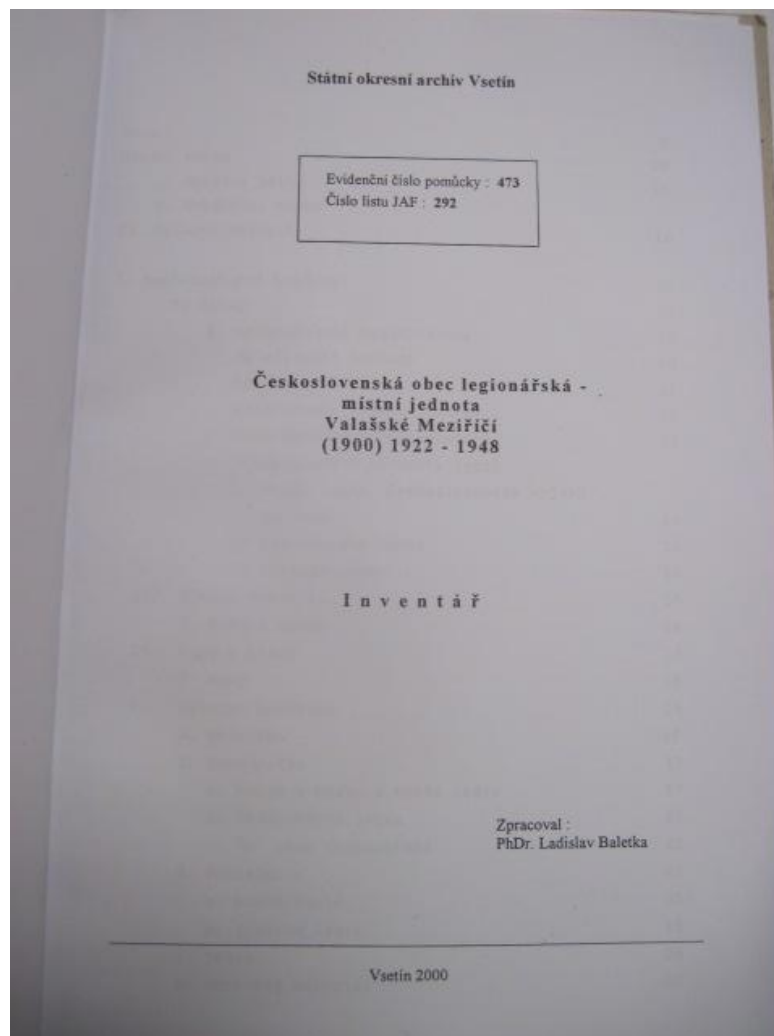 Státní okresní archiv Vsetín
Evidenční číslo pomůcky : 473
Číslo listu JAF : 292
Československá obec legionářská -
místní jednota
Valašské Meziříčí
(1900) 1922 - 1948
I n v e n t á ř
Zpracoval :
PhDr. Ladislav Baletka
Vsetín 2000